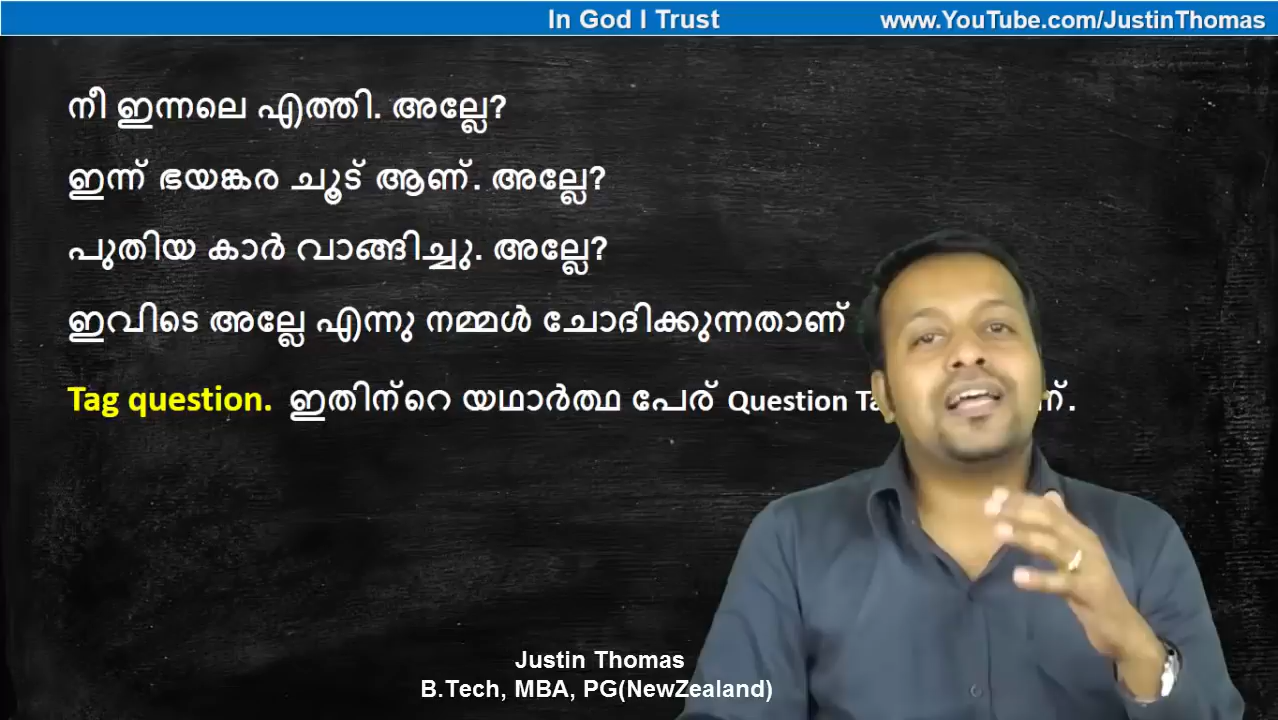 In God I Trust
www.YouTube.com/JustinThomas
നീ ഇന്നലെ എത്തി. അല്ലേ?
ഇന്ന് ഭയങ്കര ചൂട് ആണ്. അല്ലേ?
പുതിയ കാർ വാങ്ങിച്ചു. അല്ലേ?
ഇവിടെ അല്ലേ എന്നു നമ്മൾ ചോദിക്കുന്നതാണ്
Tag question. ഇതിന്റെ യഥാർത്ഥ പേര് Question
Justin Thomas
B.Tech, MBA, PG(NewZealand)